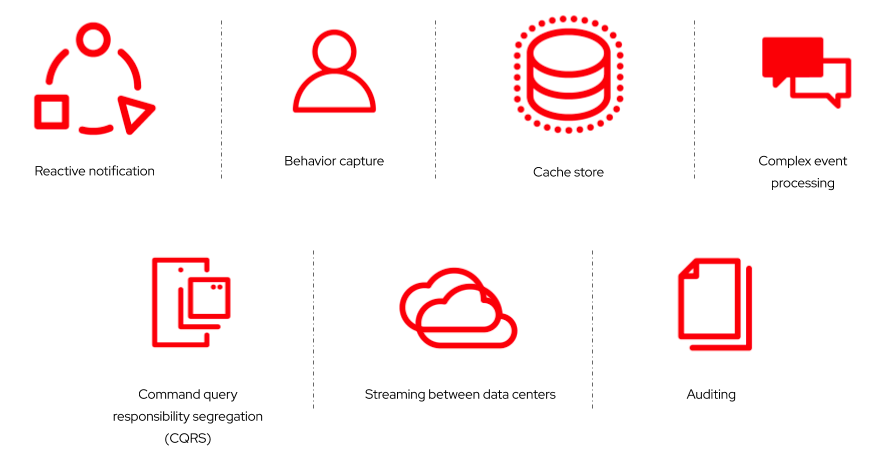 Reactive notification
Behavior capture
Cache store
Complex event
processing
Command query
responsibility segregation
(CQRS)
Streaming between data centers
Auditing